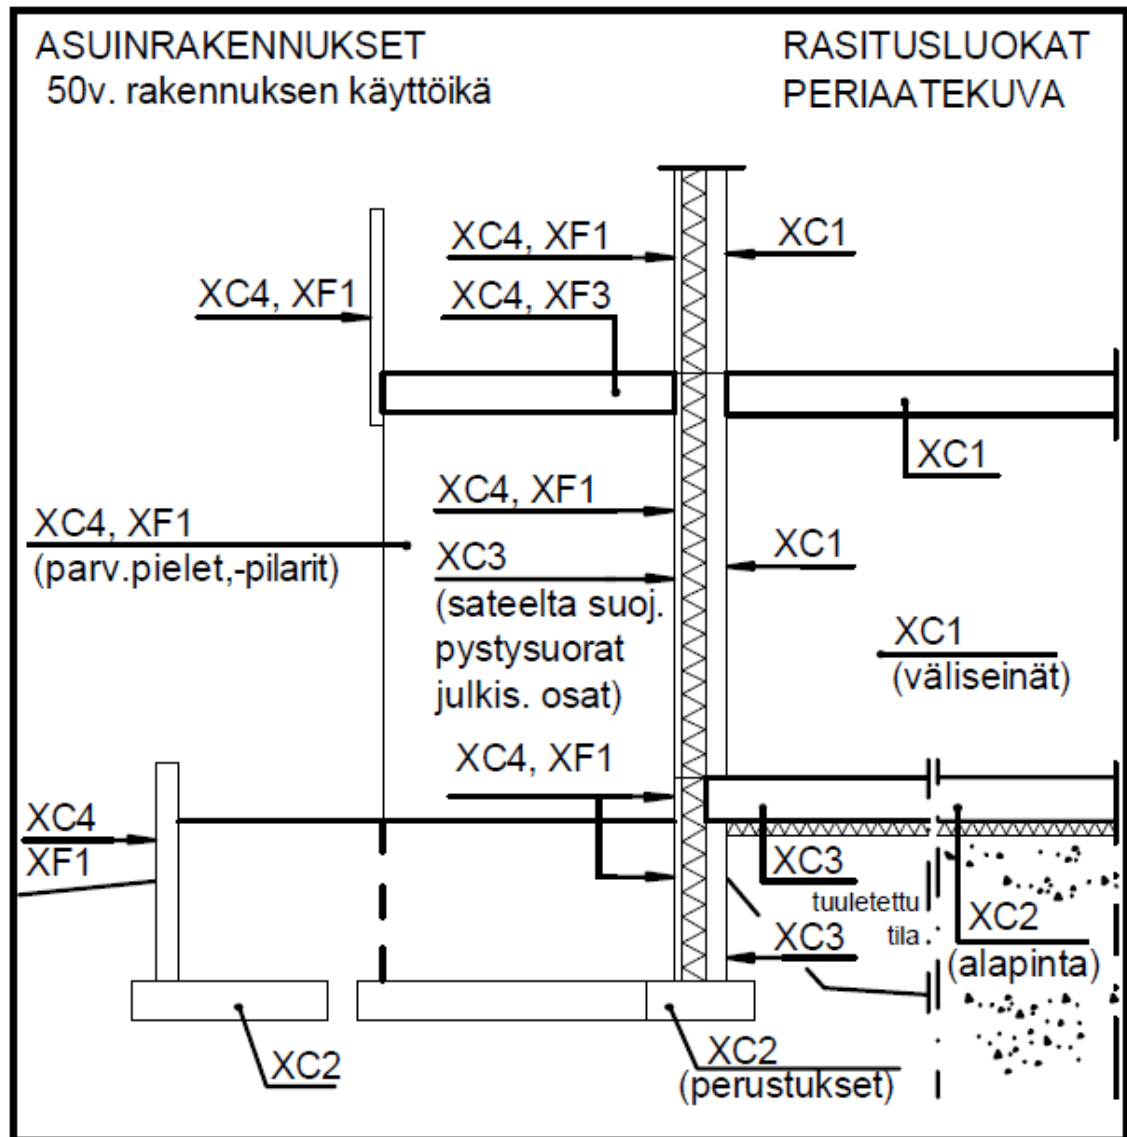 ASUINRAKENNUKSET
50v. rakennuksen käyttöikä
RASITUSLUOKAT
PERIAATEKUVA
XC4, XF1
XC1
XC4, XF1
XC4, XF3
XC1
XC4, XF1
XC4, XF1
(parv.pielet,-pilarit)
XC3
(sateelta suoj.
pystysuorat
julkis. osat)
XC1
XC1
(väliseinät)
XC4, XF1
XC4
XF1
XC3
tuuletettu
tila
XC3
XC2
(alapinta)
XC2
XC2
(perustukset)